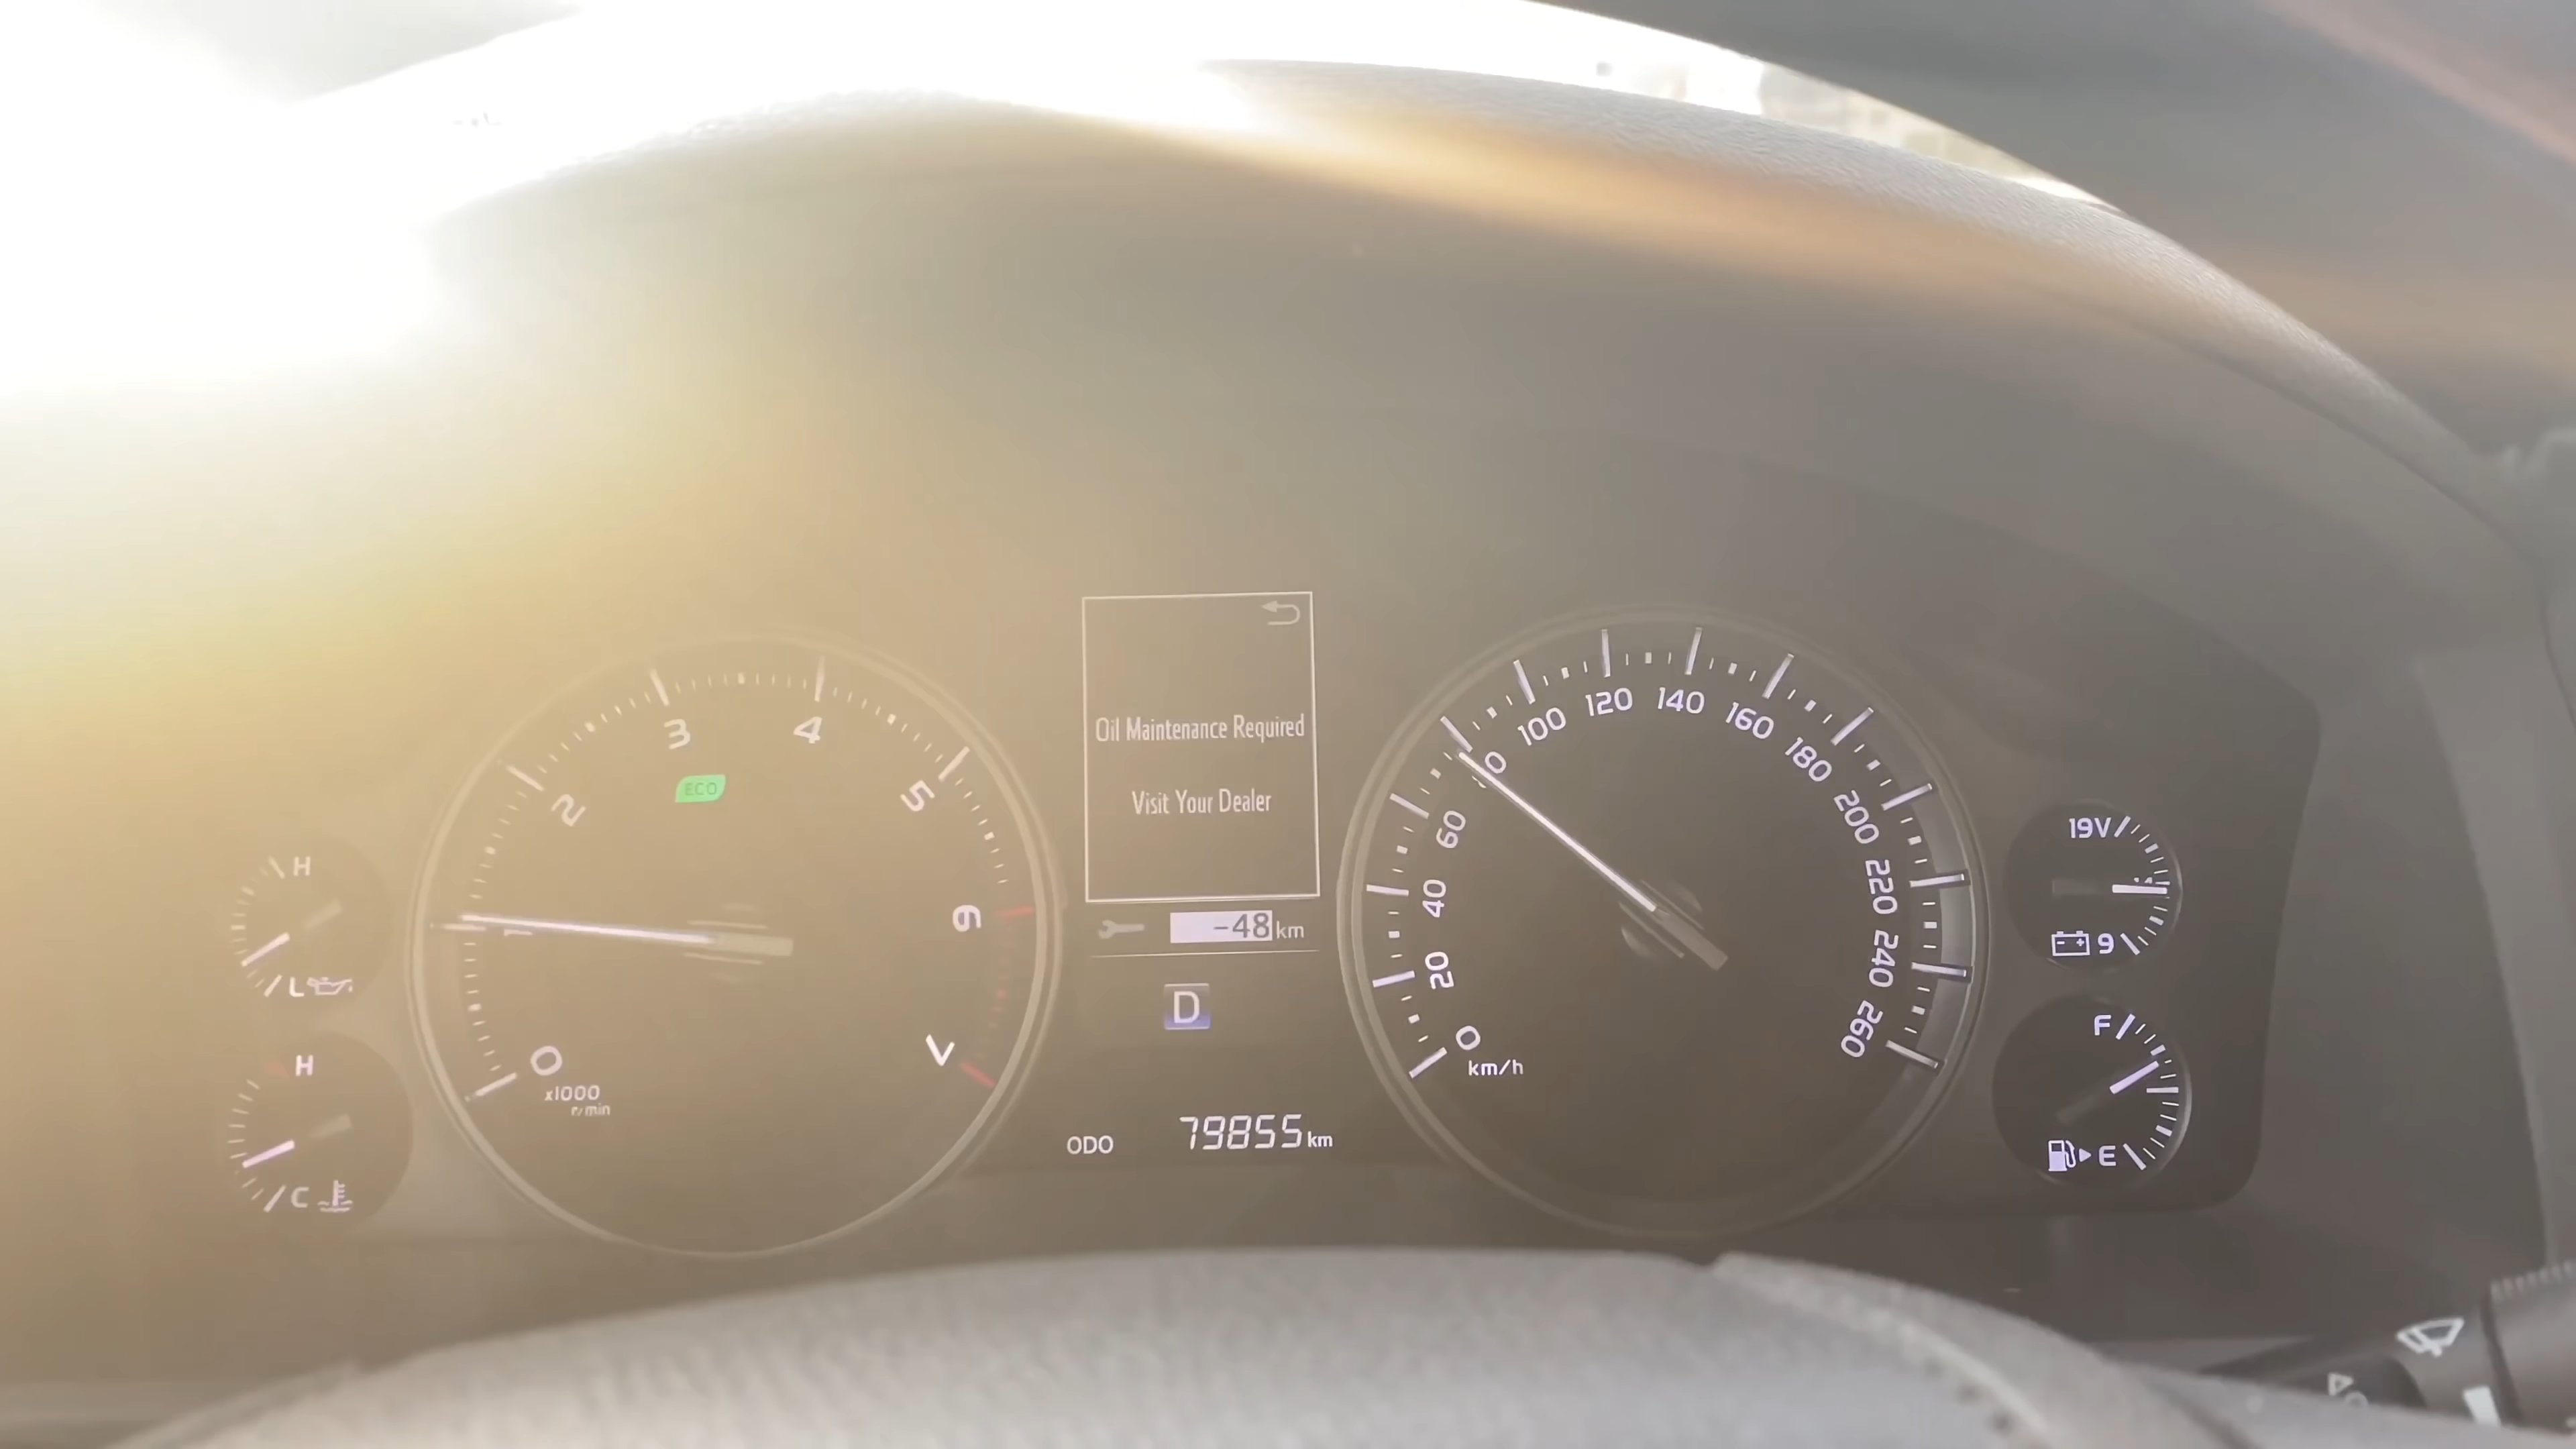 H
L
H
C
0
1
2
3
4
5
6
7
x1000
r/min
ECO
Oil Maintenance Required
Visit Your Dealer
-48 km
D
ODO 79855 km
0
20
40
60
100
120
140
160
180
200
220
240
260
km/h
19V
9
F
E